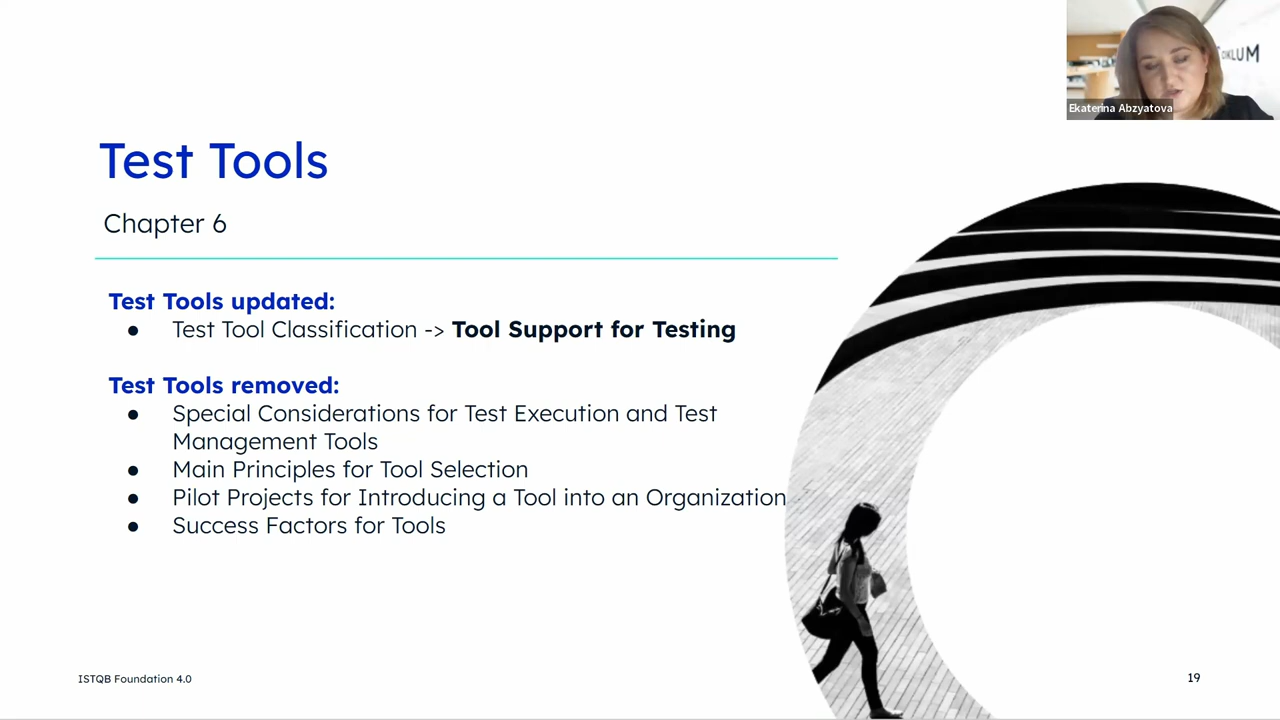 Ekaterina Abzyatova
Test Tools
Chapter 6
Test Tools updated:
● Test Tool Classification -> Tool Support for Testing
Test Tools removed:
● Special Considerations for Test Execution and Test
Management Tools
● Main Principles for Tool Selection
● Pilot Projects for Introducing a Tool into an Organization
● Success Factors for Tools
ISTQB Foundation 4.0
19